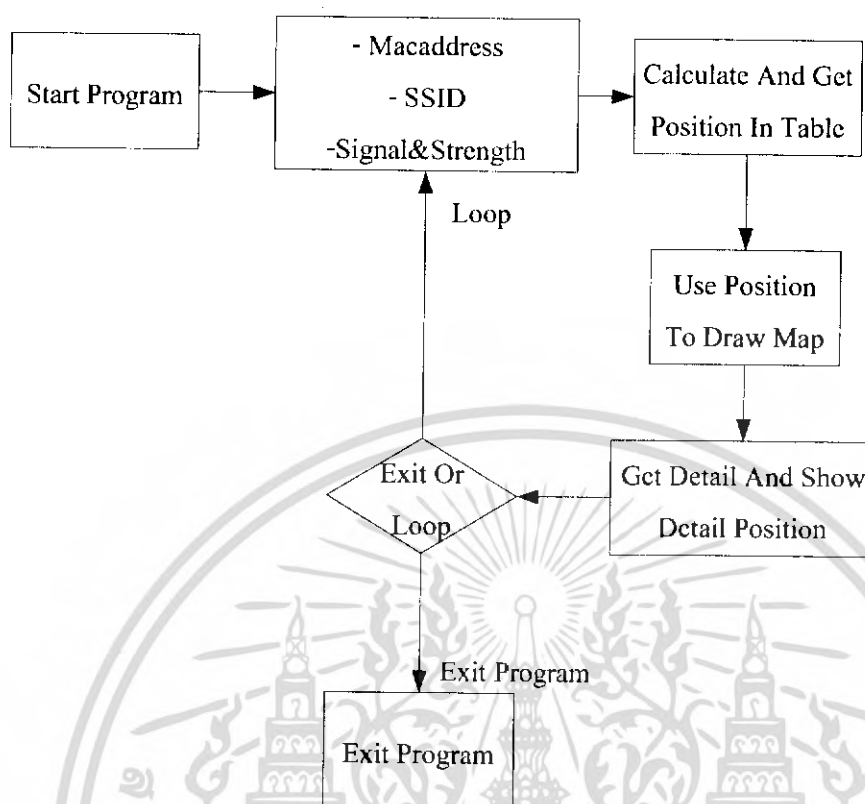 Start Program
- Macaddress
- SSID
-Signal&Strength
Calculate And Get
Position In Table
Loop
Use Position
To Draw Map
Get Detail And Show
Detail Position
Exit Or
Loop
Exit Program
Exit Program